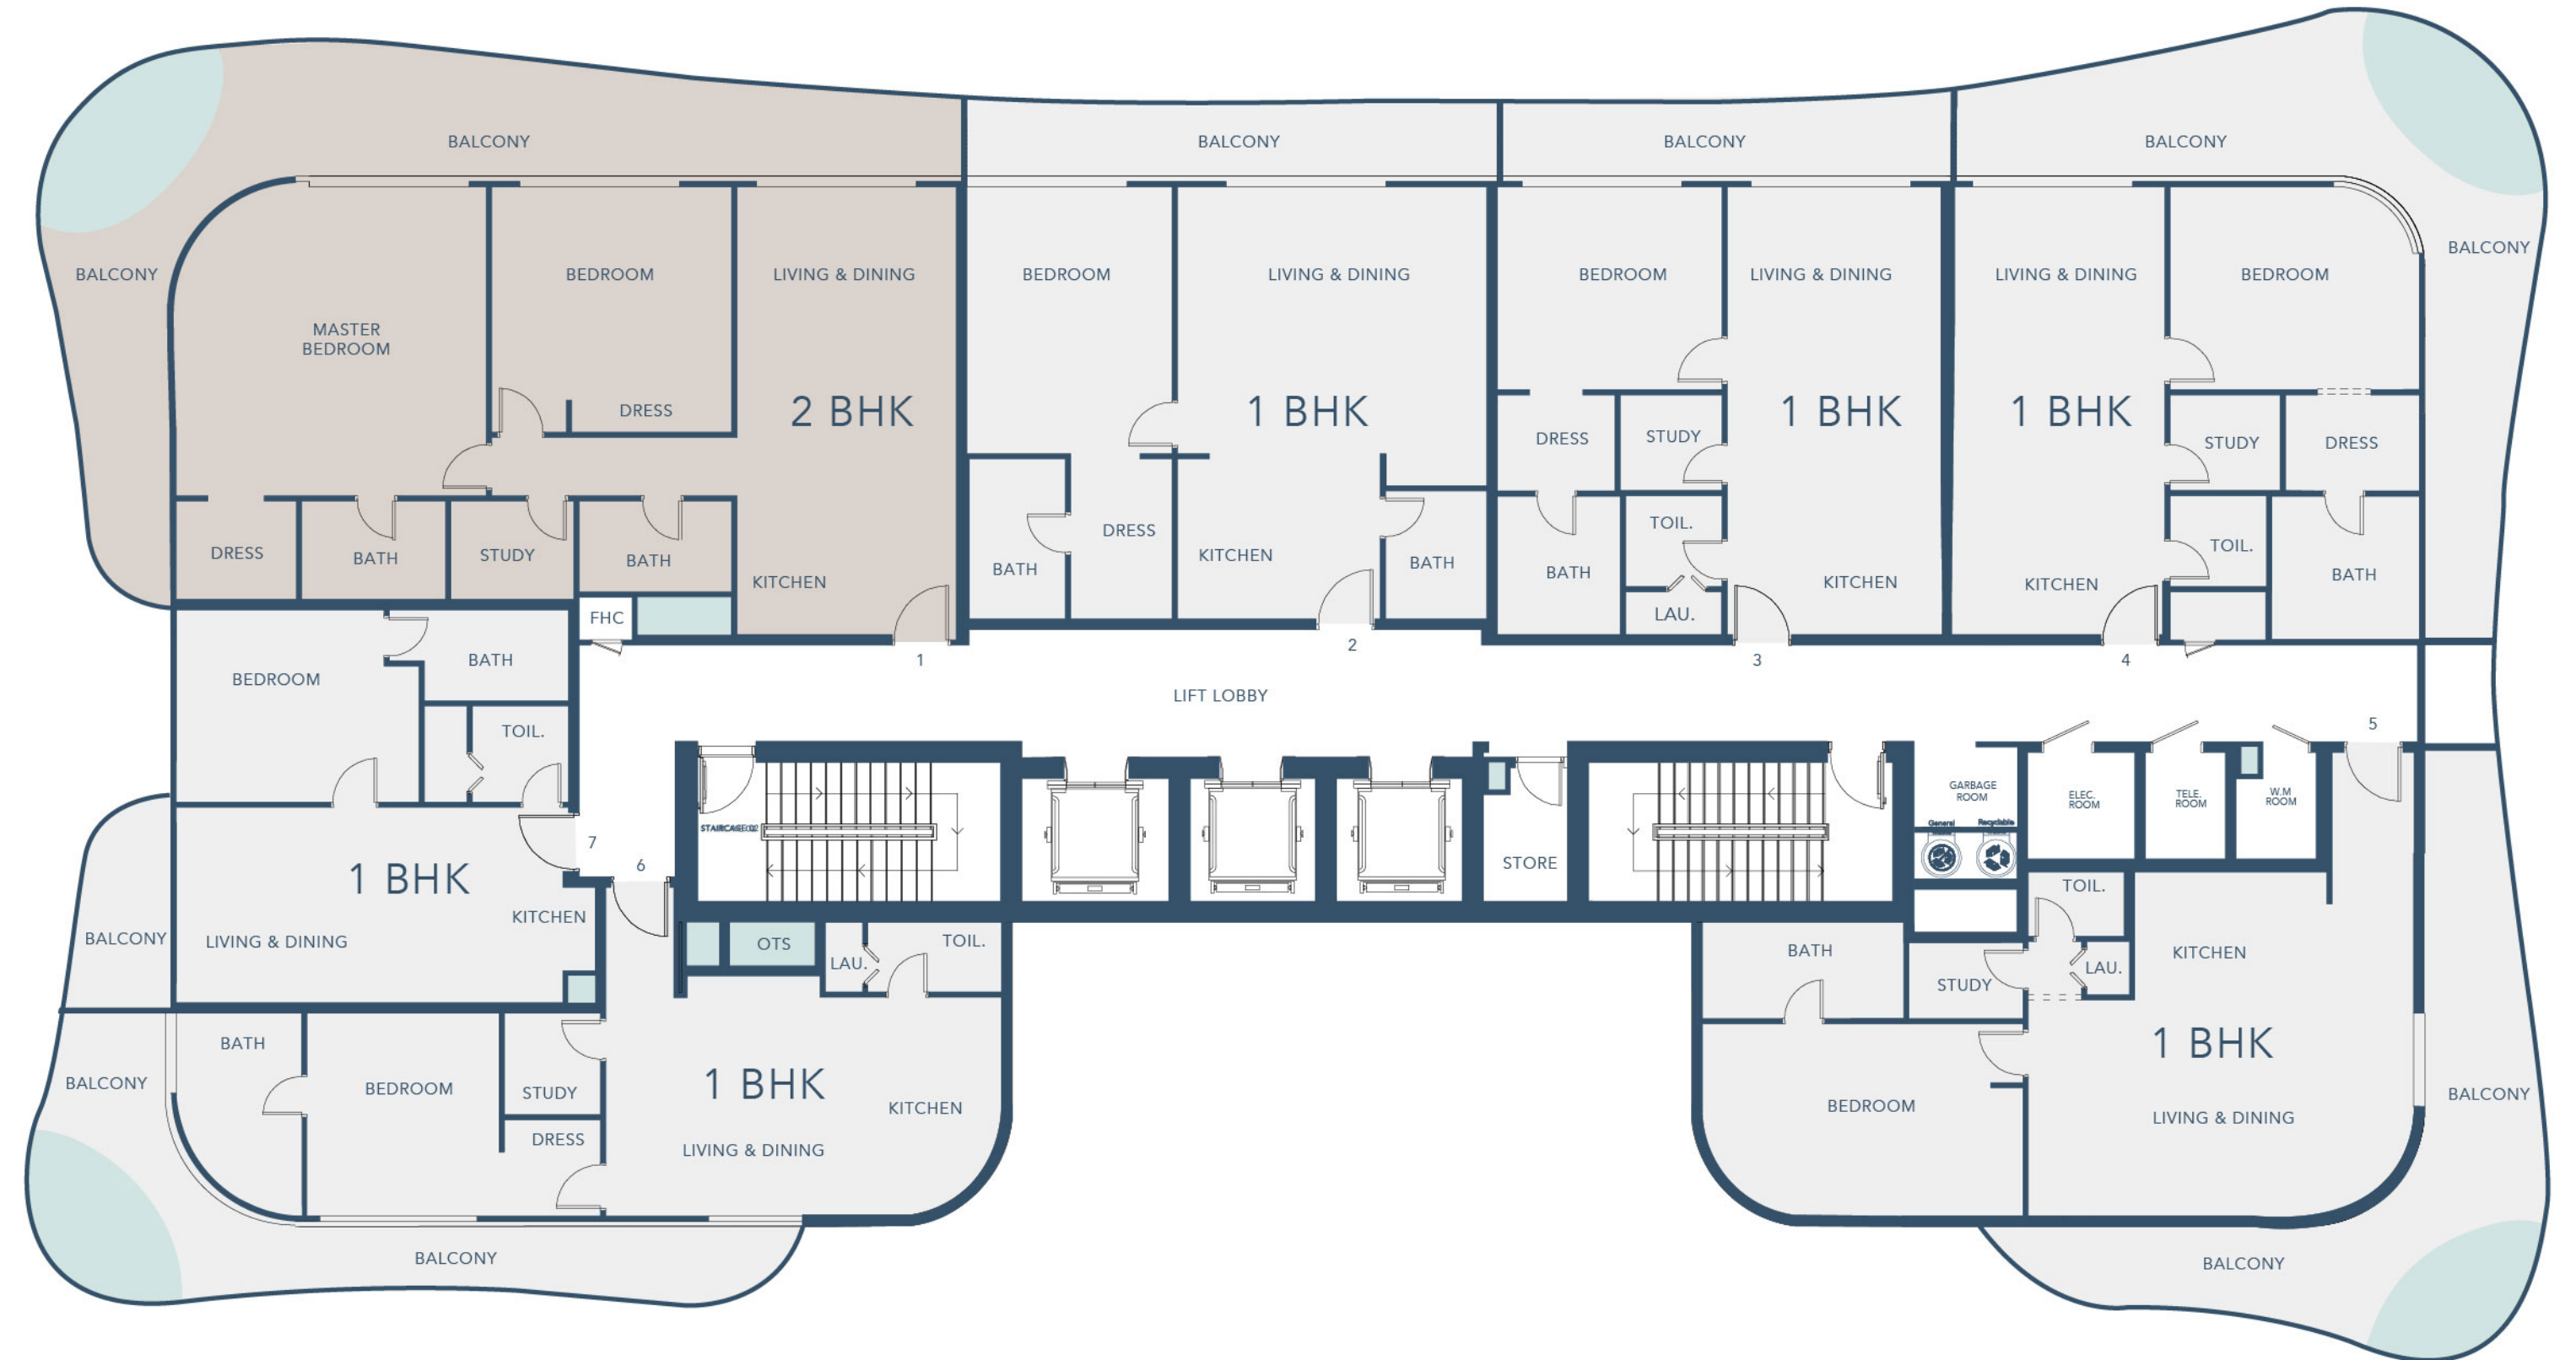 BALCONY
BALCONY
BALCONY
BALCONY
BALCONY
BEDROOM
LIVING & DINING
BEDROOM
LIVING & DINING
BEDROOM
LIVING & DINING
LIVING & DINING
BEDROOM
BALCONY
MASTER
BEDROOM
DRESS
2 BHK
1 BHK
1 BHK
1 BHK
DRESS
STUDY
STUDY
DRESS
DRESS
BATH
STUDY
BATH
KITCHEN
BATH
DRESS
KITCHEN
BATH
BATH
TOIL.
LAU.
KITCHEN
KITCHEN
TOIL.
BATH
FHC
1
2
3
4
5
LIFT LOBBY
BEDROOM
BATH
TOIL.
7
6
1 BHK
KITCHEN
LIVING & DINING
BALCONY
STORE
GARBAGE
ROOM
General
Recyclable
ELEC.
ROOM
TELE.
ROOM
W.M
ROOM
OTS
LAU.
TOIL.
BATH
STUDY
TOIL.
LAU.
KITCHEN
BALCONY
BATH
BEDROOM
STUDY
DRESS
1 BHK
KITCHEN
LIVING & DINING
BALCONY
BEDROOM
1 BHK
LIVING & DINING
BALCONY
BALCONY